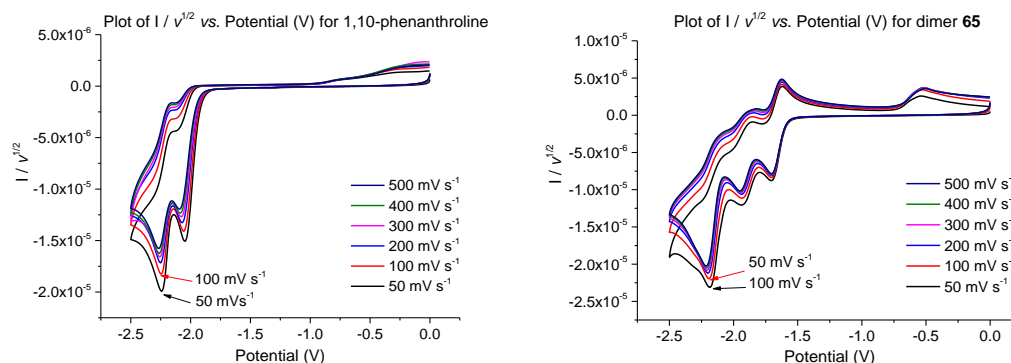 Plot of I / v1/2 vs. Potential (V) for 1,10-phenanthroline
5.0x10-6
0.0
-5.0x10-6
-1.0x10-5
-1.5x10-5
-2.0x10-5
I / v1/2
500 mV s-1
400 mV s-1
300 mV s-1
200 mV s-1
100 mV s-1
50 mV s-1
100 mV s-1
50 mVs-1
-2.5 -2.0 -1.5 -1.0 -0.5 0.0
Potential (V)
Plot of I / v1/2 vs. Potential (V) for dimer 65
1.0x10-5
5.0x10-6
0.0
-5.0x10-6
-1.0x10-5
-1.5x10-5
-2.0x10-5
-2.5x10-5
I / v1/2
500 mV s-1
400 mV s-1
300 mV s-1
200 mV s-1
100 mV s-1
50 mV s-1
50 mV s-1
100 mV s-1
-2.5 -2.0 -1.5 -1.0 -0.5 0.0
Potential (V)